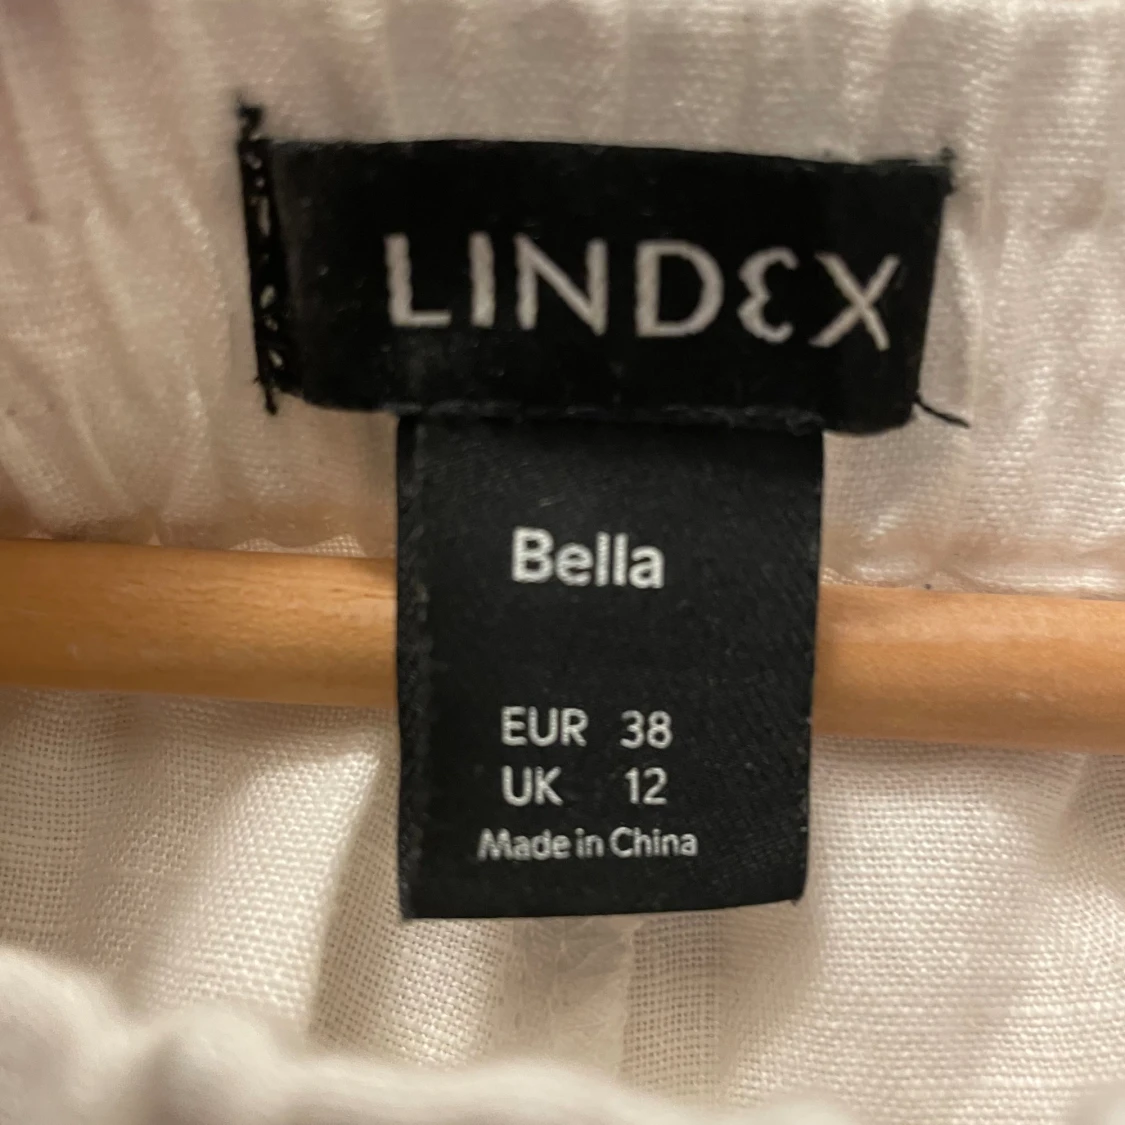 LINDEX
Bella
EUR 38
UK 12
Made in China